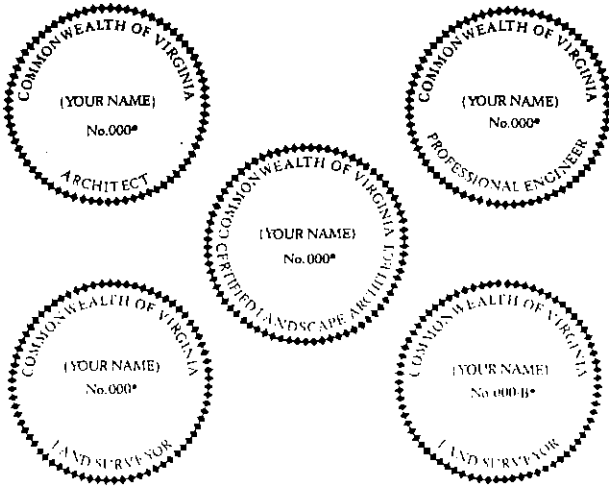 COMMONWEALTH OF VIRGINIA
(YOUR NAME)
No.000*
ARCHITECT
COMMONWEALTH OF VIRGINIA
(YOUR NAME)
No.000*
PROFESSIONAL ENGINEER
COMMONWEALTH OF VIRGINIA
(YOUR NAME)
No.000*
CERTIFIED LANDSCAPE
COMMONWEALTH OF VIRGINIA
(YOUR NAME)
No.000*
LAND SURVEYOR
COMMONWEALTH OF VIRGINIA
(YOUR NAME)
No.000-B*
LAND SURVEYOR